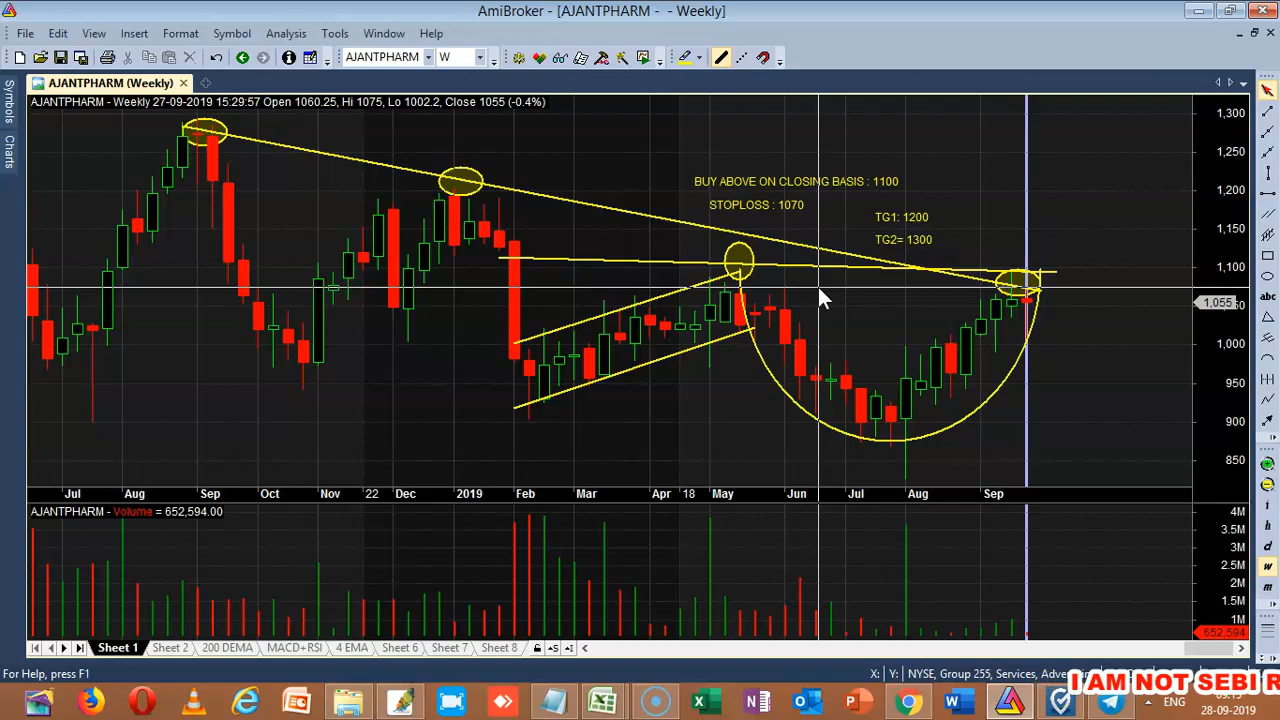 AmiBroker - [AJANTPHARM - - Weekly]
File Edit View Insert Format Symbol Analysis Tools Window Help
AJANTPHARM W
AJANTPHARM (Weekly)
Symbols
Charts
AJANTPHARM - Weekly 27-09-2019 15:29:57 Open 1060.25, Hi 1075, Lo 1002.2, Close 1055 (-0.4%)
BUY ABOVE ON CLOSING BASIS : 1100
STOPLOSS : 1070
TG1: 1200
TG2= 1300
1,300
1,200
1,150
1,100
1,055
1,000
950
900
850
Jul Aug Sep Oct Nov 22 Dec 2019 Feb Mar Apr 18 May Jun Jul Aug Sep
AJANTPHARM - Volume = 652,594.00
4M
3.5M
3M
2.5M
2M
1.5M
1M
652,594
i
h
d
w
m
Sheet 1 Sheet 2 200 DEMA MACD+RSI 4 EMA Sheet 6 Sheet 7 Sheet 8
For Help, press F1
X: Y: NYSE, Group 255, Services, Adver
I AM NOT SEBI R
ENG
28-09-2019